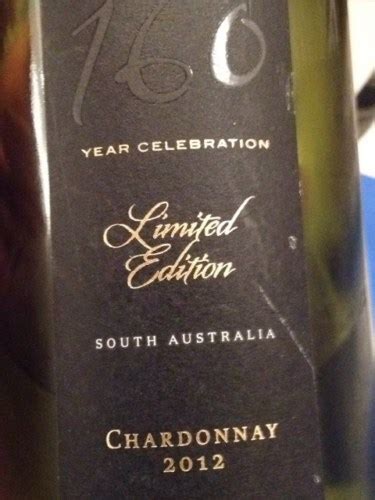 160
YEAR CELEBRATION
Limited
Edition
SOUTH AUSTRALIA
CHARDONNAY
2012